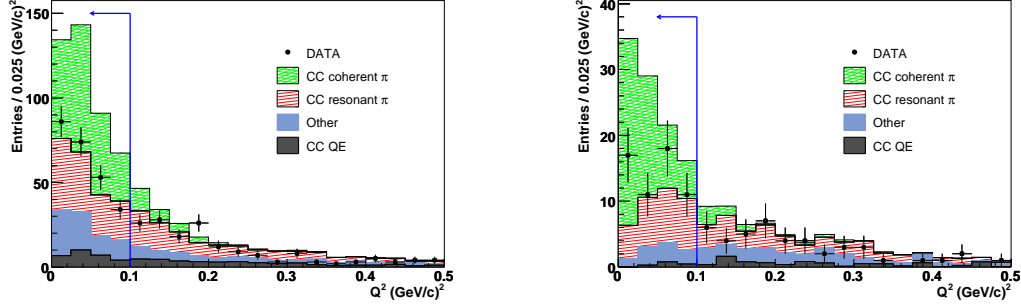 Entries / 0.025 (GeV/c)²
150
100
50
0
DATA
CC coherent π
CC resonant π
Other
CC QE
0 0.1 0.2 0.3 0.4 0.5
Q² (GeV/c)²
Entries / 0.025 (GeV/c)²
40
30
20
10
0
DATA
CC coherent π
CC resonant π
Other
CC QE
0 0.1 0.2 0.3 0.4 0.5
Q² (GeV/c)²